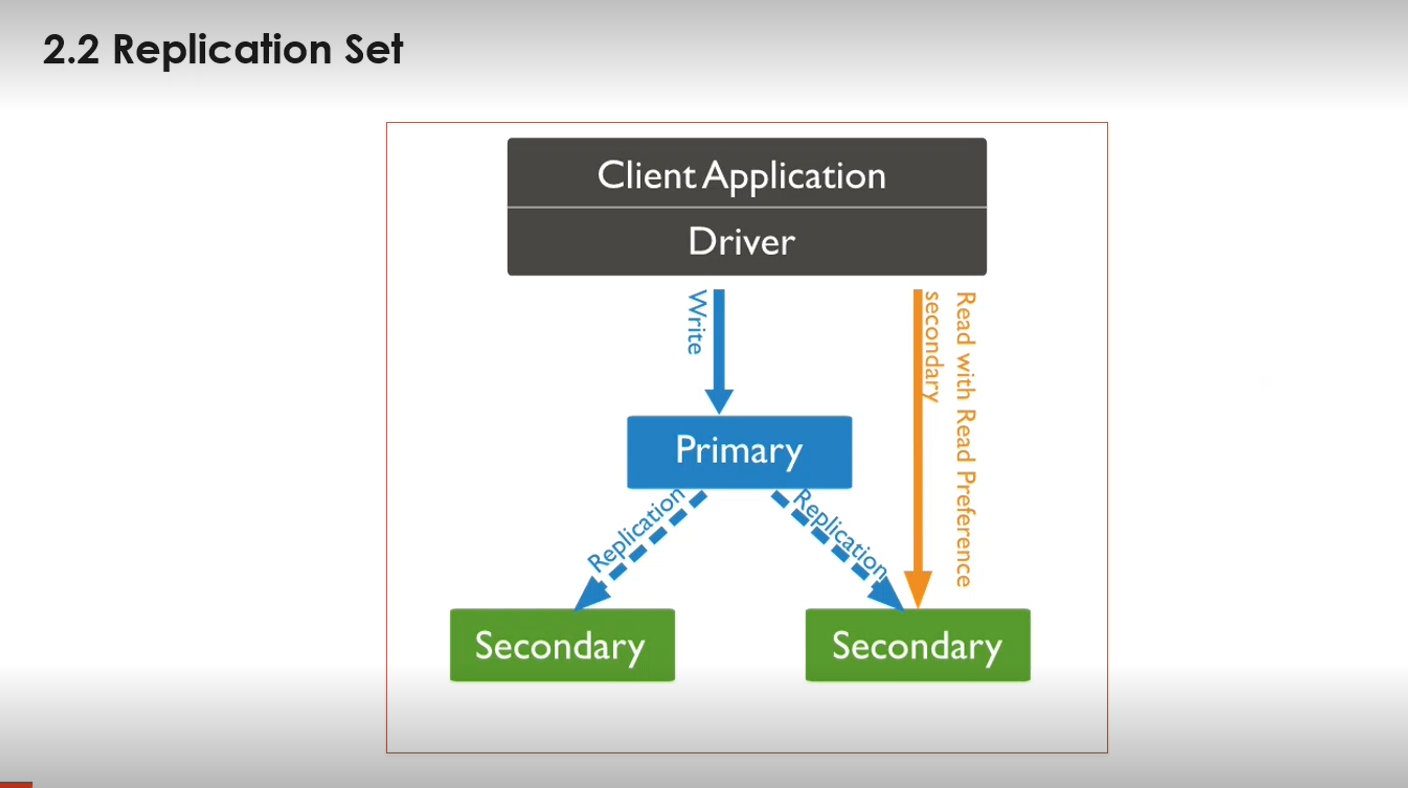 2.2 Replication Set
Client Application
Driver
Write
Read with Read Preference
secondary
Primary
Replication
Replication
Secondary
Secondary